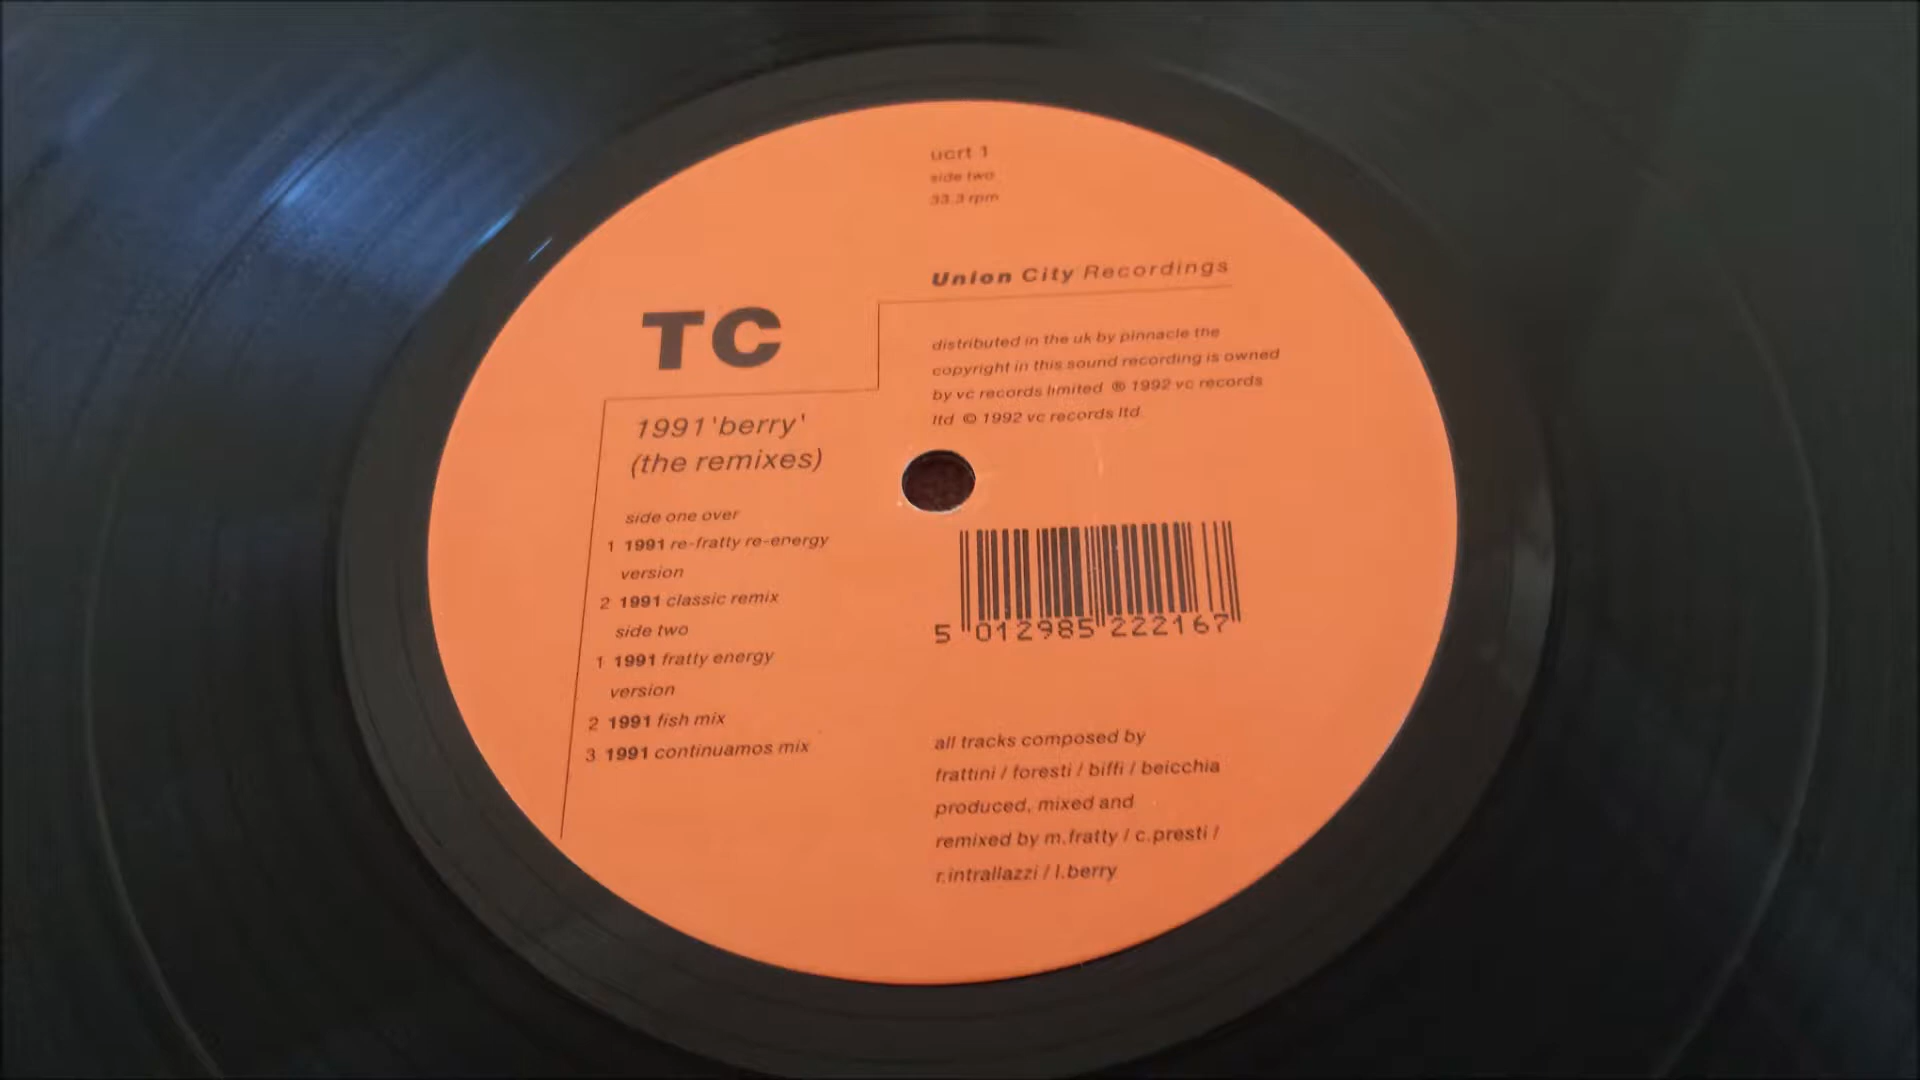 ucrt 1
side two
33.3 rpm
Union City Recordings
distributed in the uk by pinnacle the
copyright in this sound recording is owned
by vc records limited ℗ 1992 vc records
ltd © 1992 vc records ltd
TC
1991 'berry'
(the remixes)
side one over
1 1991 re-fratty re-energy
version
2 1991 classic remix
side two
1 1991 fratty energy
version
2 1991 fish mix
3 1991 continuamos mix
5 012985 222167
all tracks composed by
frattini / foresti / biffi / beicchia
produced, mixed and
remixed by m.fratty / c.presti /
r.intrallazzi / l.berry